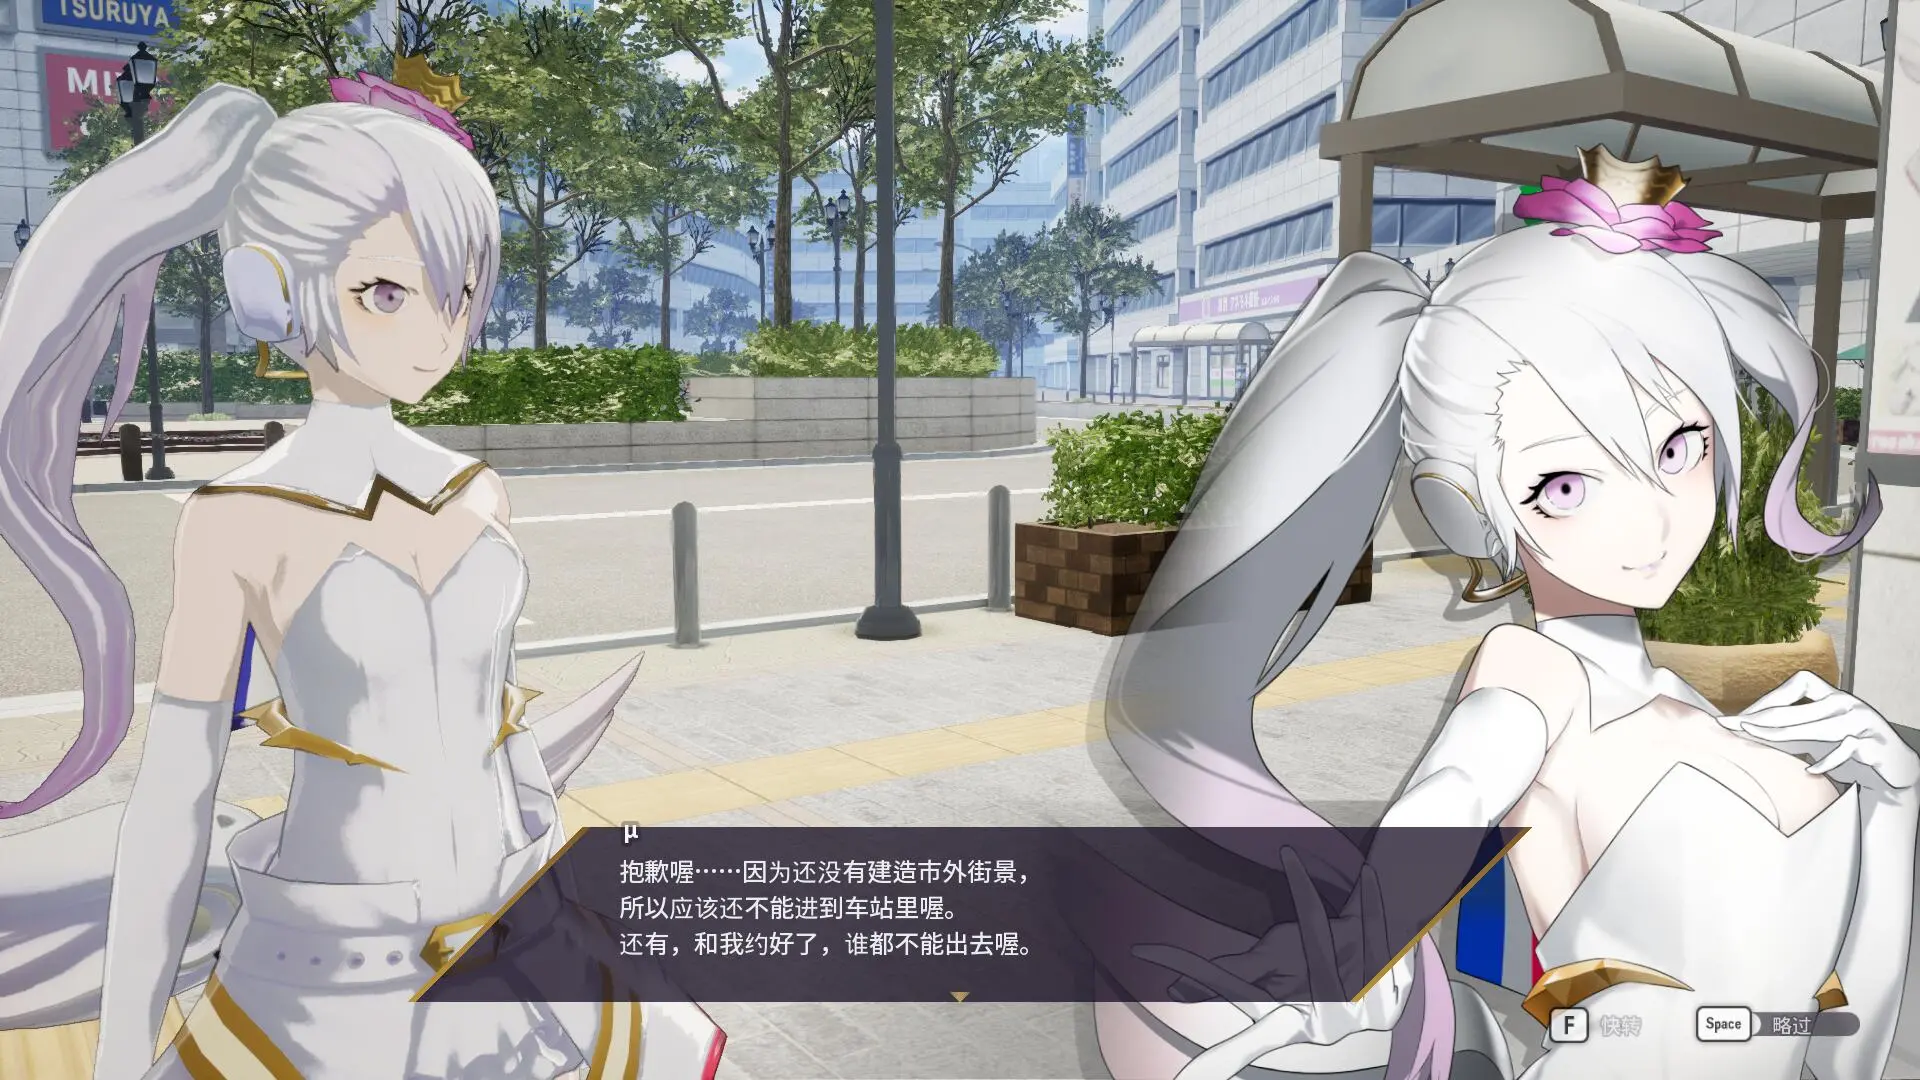 TSURUYA
μ
抱歉喔……因为还没有建造市外街景，
所以应该还不能进到车站里喔。
还有，和我约好了，谁都不能出去喔。
F 快转
Space 略过